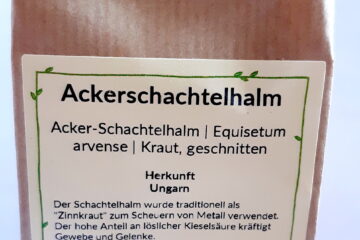 Ackerschachtelhalm
Acker-Schachtelhalm | Equisetum
arvense | Kraut, geschnitten
Herkunft
Ungarn
Der Schachtelhalm wurde traditionell als
"Zinnkraut" zum Scheuern von Metall verwendet.
Der hohe Anteil an löslicher Kieselsäure kräftigt
Gewebe und Gelenke.